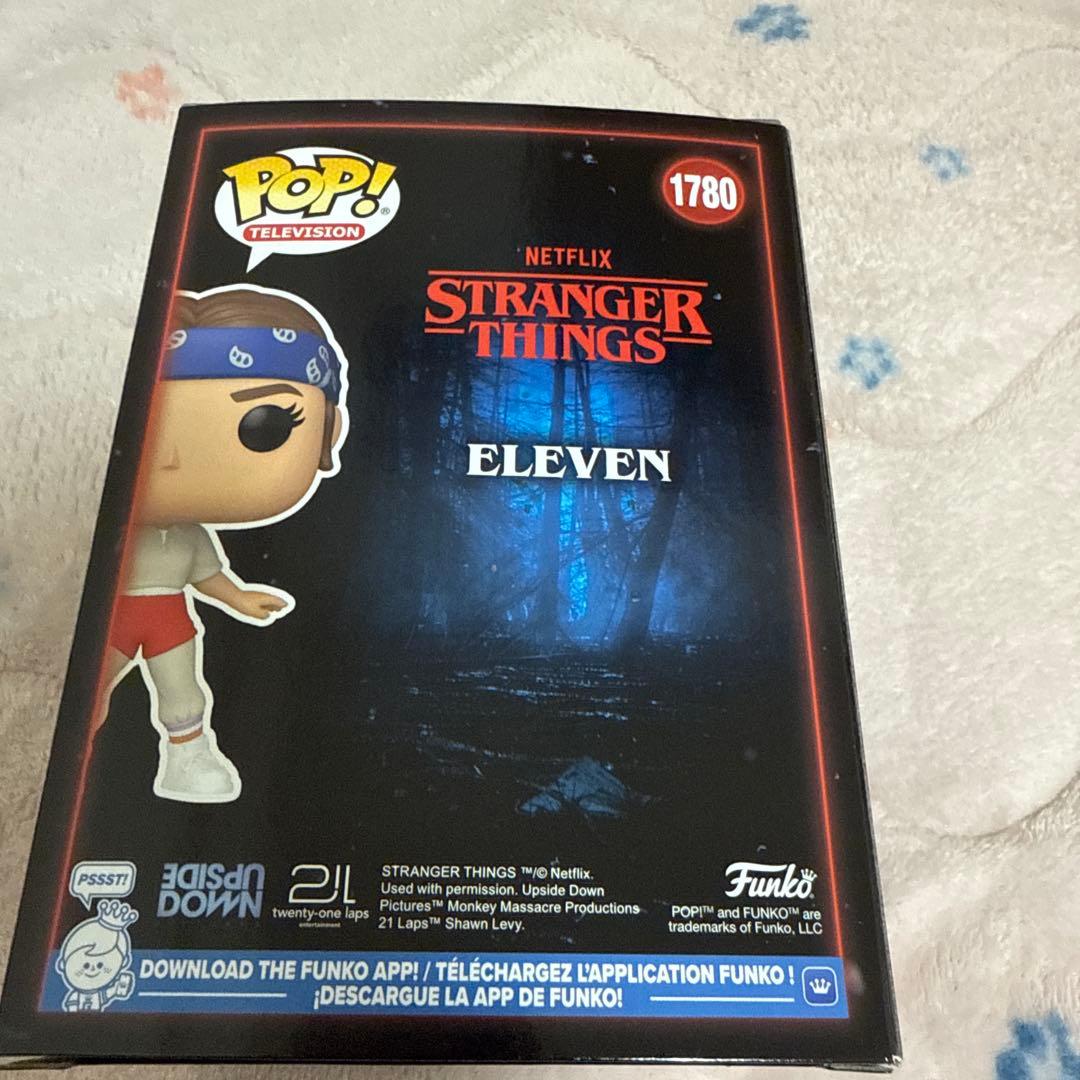 POP!®
TELEVISION
1780
NETFLIX
STRANGER
THINGS
ELEVEN
PSSST!
UPSIDE
DOWN
21L
twenty-one laps
entertainment
STRANGER THINGS ™/© Netflix.
Used with permission. Upside Down
Pictures™ Monkey Massacre Productions
21 Laps™ Shawn Levy.
Funko
POP!™ and FUNKO™ are
trademarks of Funko, LLC
DOWNLOAD THE FUNKO APP! / TÉLÉCHARGEZ L'APPLICATION FUNKO !
¡DESCARGUE LA APP DE FUNKO!